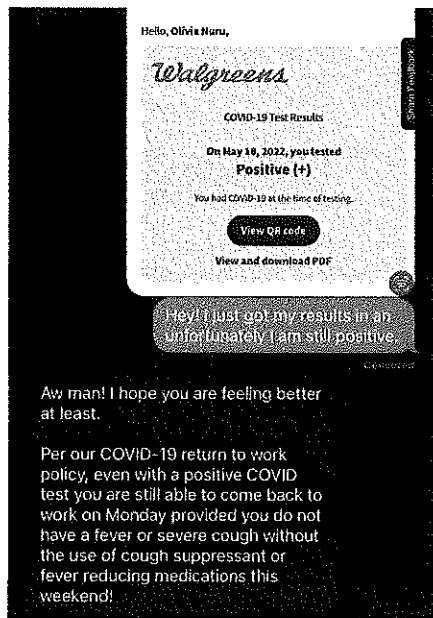 Hello, Olivia Nuru,
Walgreens
Share Feedback
COVID-19 Test Results
On May 18, 2022, you tested
Positive (+)
You had COVID-19 at the time of testing.
View QR code
View and download PDF
Hey! I just got my results in an
unfortunately I am still positive.
Aw man! I hope you are feeling better
at least.
Per our COVID-19 return to work
policy, even with a positive COVID
test you are still able to come back to
work on Monday provided you do not
have a fever or severe cough without
the use of cough suppressant or
fever reducing medications this
weekend!